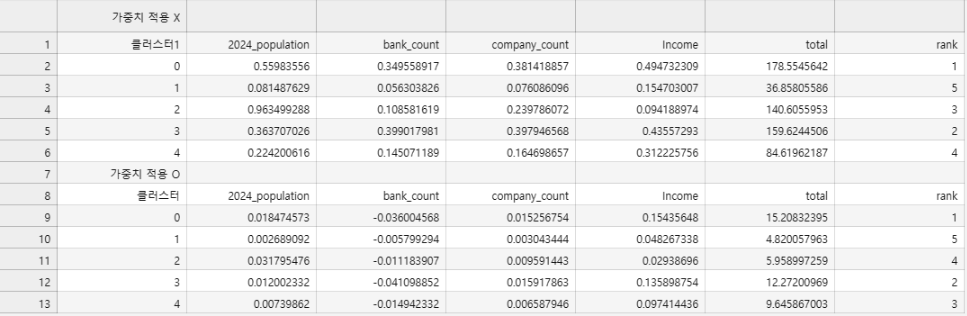 가중치 적용 X
1 클러스터1 2024_population bank_count company_count Income total rank
2 0 0.55983556 0.349558917 0.381418857 0.494732309 178.5545642 1
3 1 0.081487629 0.056303826 0.076086096 0.154703007 36.85805586 5
4 2 0.963499288 0.108581619 0.239786072 0.094188974 140.6055953 3
5 3 0.363707026 0.399017981 0.397946568 0.43557293 159.6244506 2
6 4 0.224200616 0.145071189 0.164698657 0.312225756 84.61962187 4
7 가중치 적용 O
8 클러스터 2024_population bank_count company_count Income total rank
9 0 0.018474573 -0.036004568 0.015256754 0.15435648 15.20832395 1
10 1 0.002689092 -0.005799294 0.003043444 0.048267338 4.820057963 5
11 2 0.031795476 -0.011183907 0.009591443 0.02938696 5.958997259 4
12 3 0.012002332 -0.041098852 0.015917863 0.135898754 12.27200969 2
13 4 0.00739862 -0.014942332 0.006587946 0.097414436 9.645867003 3